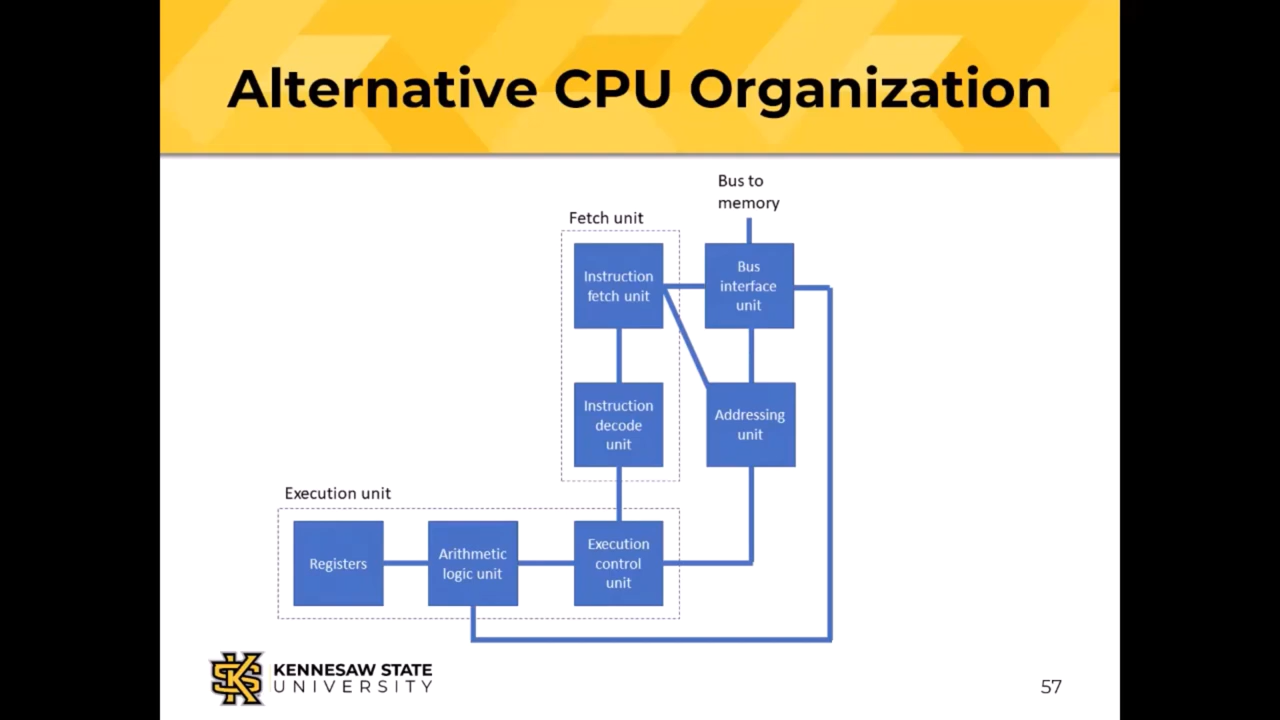 Alternative CPU Organization
Bus to
memory
Fetch unit
Instruction
fetch unit
Bus
interface
unit
Instruction
decode
unit
Addressing
unit
Execution unit
Registers
Arithmetic
logic unit
Execution
control
unit
KENNESAW STATE
UNIVERSITY
57